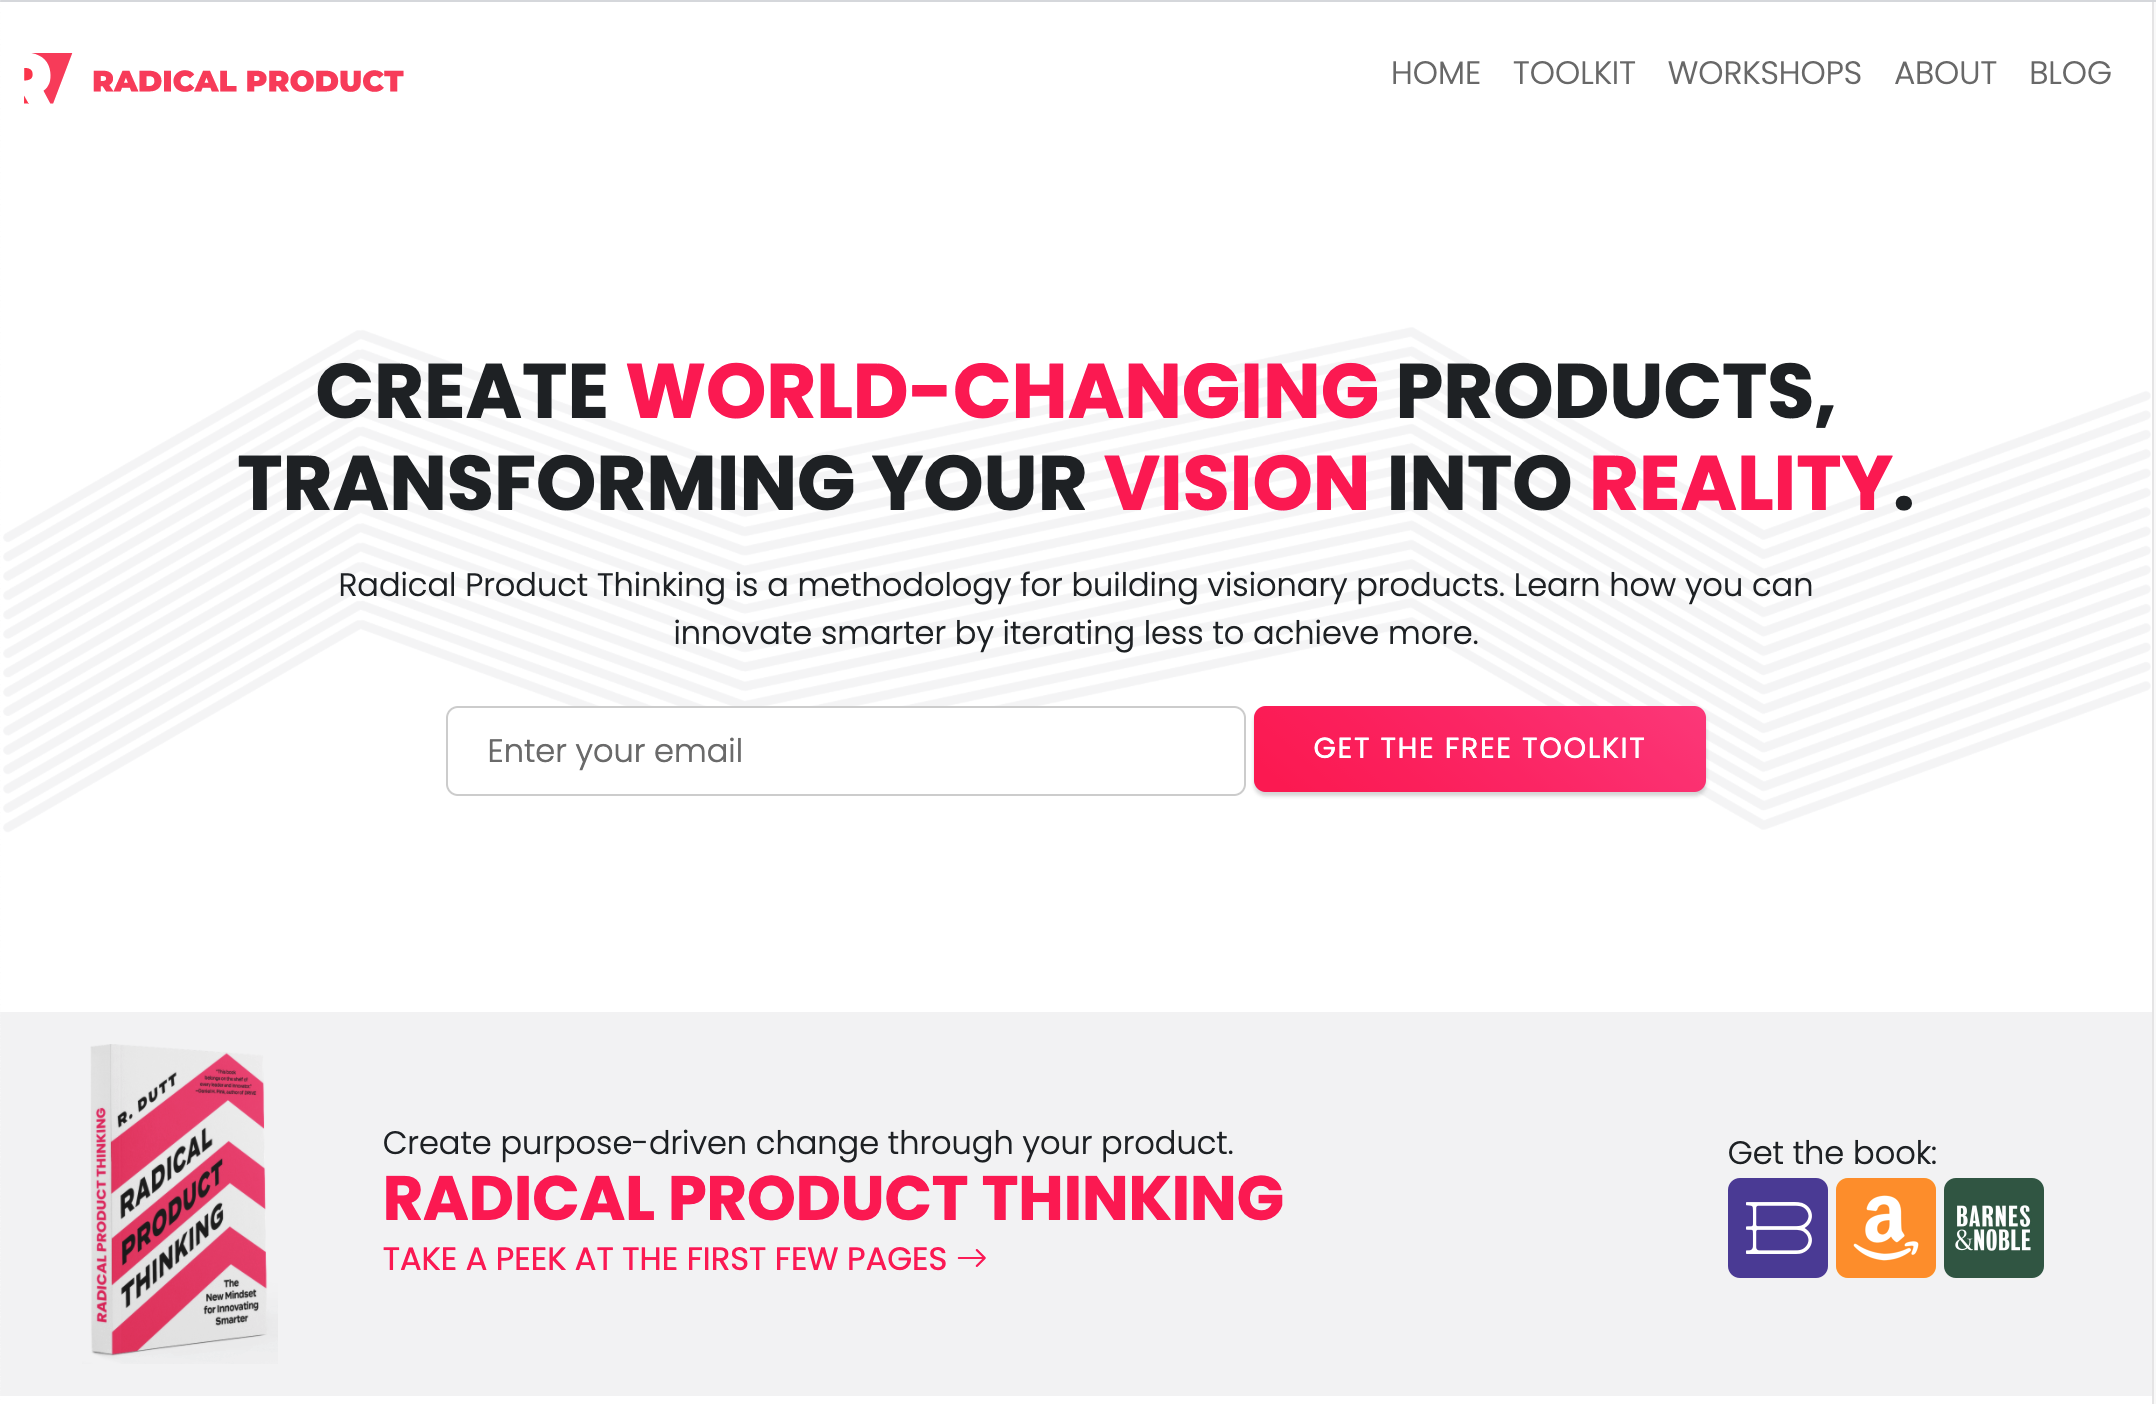 RADICAL PRODUCT
HOME TOOLKIT WORKSHOPS ABOUT BLOG
CREATE WORLD-CHANGING PRODUCTS,
TRANSFORMING YOUR VISION INTO REALITY.
Radical Product Thinking is a methodology for building visionary products. Learn how you can
innovate smarter by iterating less to achieve more.
Enter your email
GET THE FREE TOOLKIT
RADICAL PRODUCT THINKING
R. DUTT
RADICAL
PRODUCT
THINKING
The
New Mindset
for Innovating
Smarter
Create purpose-driven change through your product.
RADICAL PRODUCT THINKING
TAKE A PEEK AT THE FIRST FEW PAGES →
Get the book:
B
a
BARNES
&NOBLE